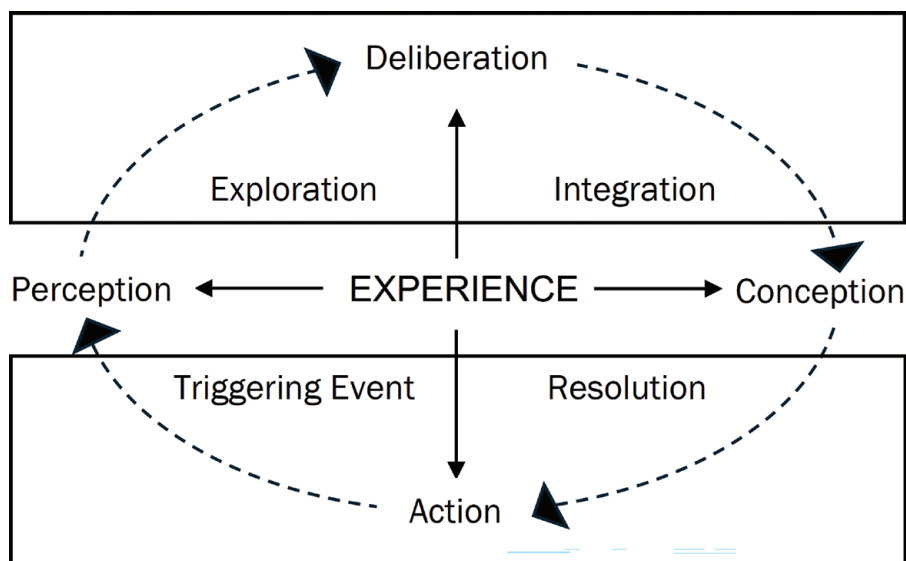 Deliberation
Exploration Integration
Perception EXPERIENCE Conception
Triggering Event Resolution
Action